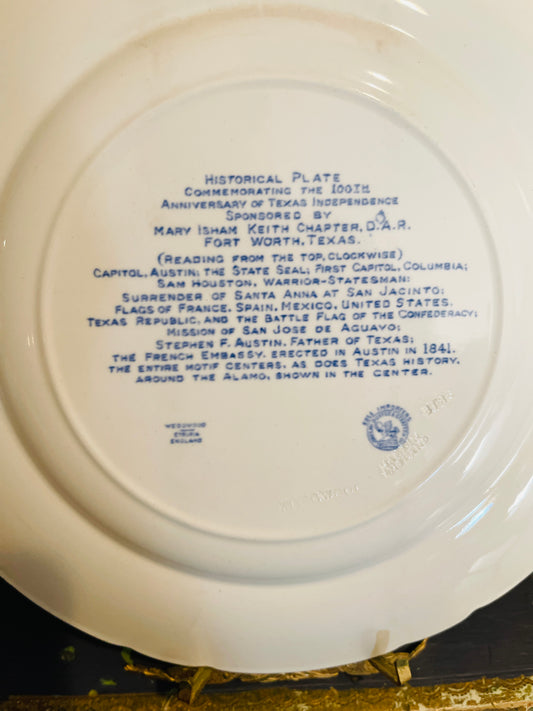 HISTORICAL PLATE
COMMEMORATING THE 100TH
ANNIVERSARY OF TEXAS INDEPENDENCE
SPONSORED BY
MARY ISHAM KEITH CHAPTER, D.A.R.
FORT WORTH, TEXAS.
(READING FROM THE TOP, CLOCKWISE)
CAPITOL, AUSTIN; THE STATE SEAL; FIRST CAPITOL, COLUMBIA;
SAM HOUSTON, WARRIOR-STATESMAN;
SURRENDER OF SANTA ANNA AT SAN JACINTO;
FLAGS OF FRANCE, SPAIN, MEXICO, UNITED STATES,
TEXAS REPUBLIC, AND THE BATTLE FLAG OF THE CONFEDERACY;
MISSION OF SAN JOSE DE AGUAYO;
STEPHEN F. AUSTIN, FATHER OF TEXAS;
THE FRENCH EMBASSY, ERECTED IN AUSTIN IN 1841.
THE ENTIRE MOTIF CENTERS, AS DOES TEXAS HISTORY,
AROUND THE ALAMO, SHOWN IN THE CENTER.
WEDGWOOD
ETRURIA
ENGLAND
SOLE IMPORTERS